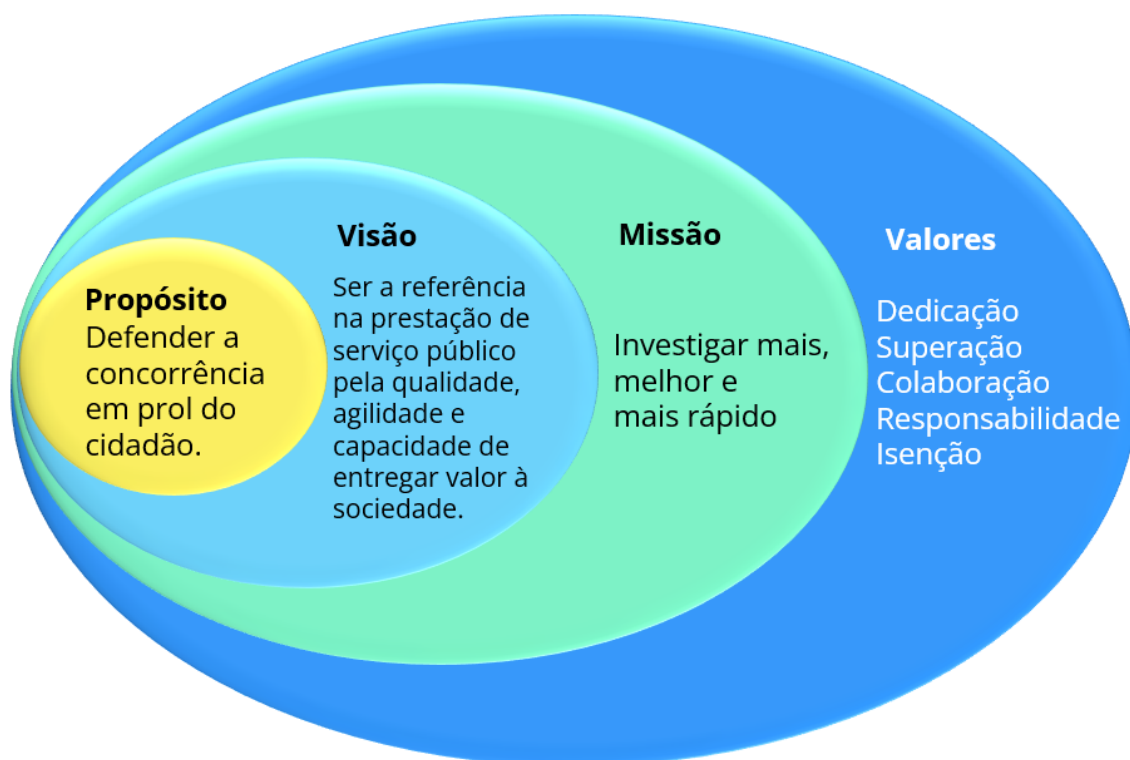 Propósito
Defender a
concorrência
em prol do
cidadão.
Visão
Ser a referência
na prestação de
serviço público
pela qualidade,
agilidade e
capacidade de
entregar valor à
sociedade.
Missão
Investigar mais,
melhor e
mais rápido
Valores
Dedicação
Superação
Colaboração
Responsabilidade
Isenção